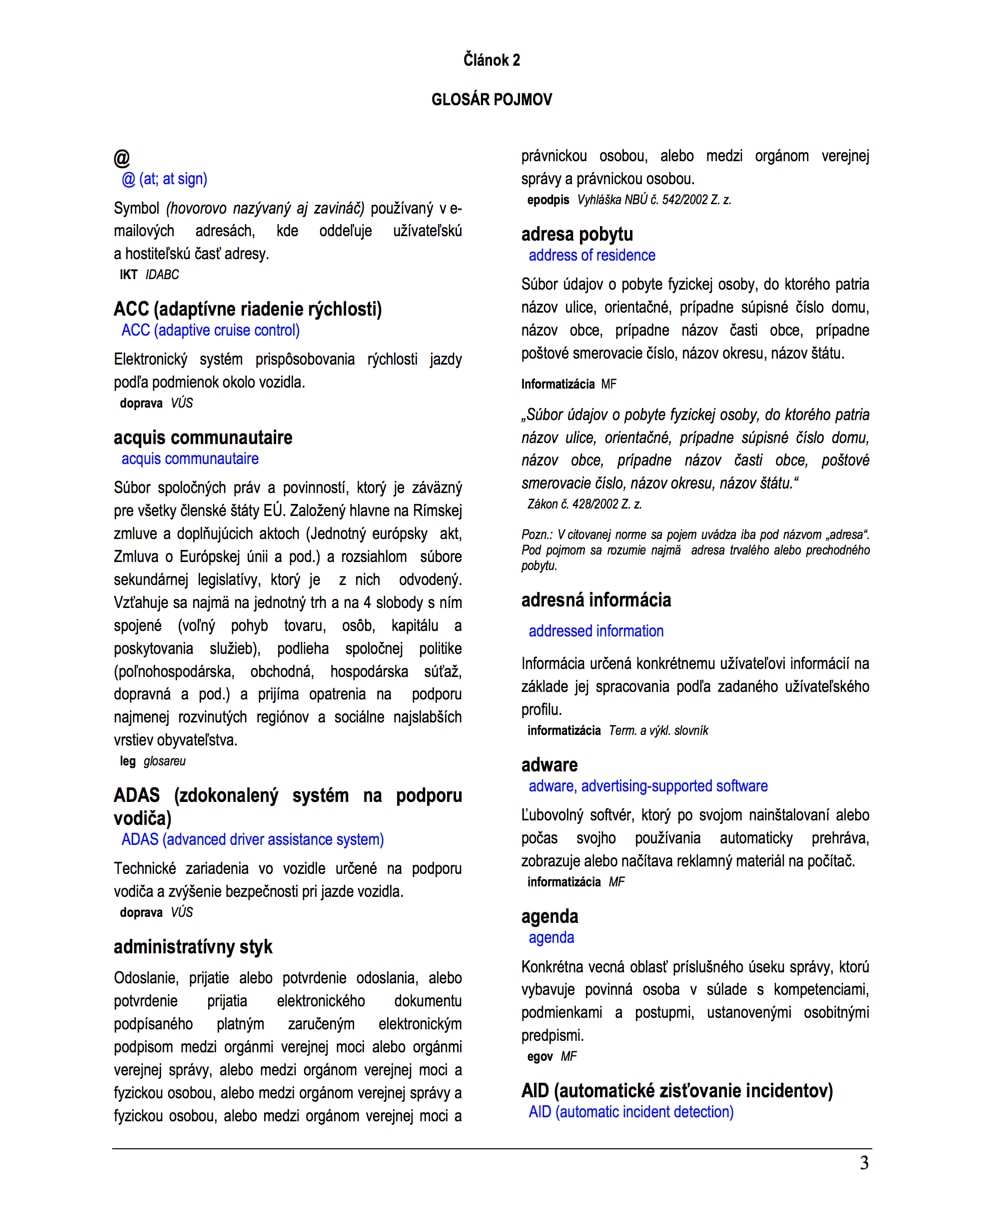 Článok 2
GLOSÁR POJMOV
@
@ (at; at sign)
Symbol (hovorovo nazývaný aj zavináč) používaný v e-
mailových adresách, kde oddeľuje užívateľskú
a hostiteľskú časť adresy.
IKT IDABC
ACC (adaptívne riadenie rýchlosti)
ACC (adaptive cruise control)
Elektronický systém prispôsobovania rýchlosti jazdy
podľa podmienok okolo vozidla.
doprava VÚS
acquis communautaire
acquis communautaire
Súbor spoločných práv a povinností, ktorý je záväzný
pre všetky členské štáty EÚ. Založený hlavne na Rímskej
zmluve a doplňujúcich aktoch (Jednotný európsky akt,
Zmluva o Európskej únii a pod.) a rozsiahlom súbore
sekundárnej legislatívy, ktorý je z nich odvodený.
Vzťahuje sa najmä na jednotný trh a na 4 slobody s ním
spojené (voľný pohyb tovaru, osôb, kapitálu a
poskytovania služieb), podlieha spoločnej politike
(poľnohospodárska, obchodná, hospodárska súťaž,
dopravná a pod.) a prijíma opatrenia na podporu
najmenej rozvinutých regiónov a sociálne najslabších
vrstiev obyvateľstva.
leg glosareu
ADAS (zdokonalený systém na podporu
vodiča)
ADAS (advanced driver assistance system)
Technické zariadenia vo vozidle určené na podporu
vodiča a zvýšenie bezpečnosti pri jazde vozidla.
doprava VÚS
administratívny styk
Odoslanie, prijatie alebo potvrdenie odoslania, alebo
potvrdenie prijatia elektronického dokumentu
podpísaného platným zaručeným elektronickým
podpisom medzi orgánmi verejnej moci alebo orgánmi
verejnej správy, alebo medzi orgánom verejnej moci a
fyzickou osobou, alebo medzi orgánom verejnej správy a
fyzickou osobou, alebo medzi orgánom verejnej moci a
právnickou osobou, alebo medzi orgánom verejnej
správy a právnickou osobou.
epodpis Vyhláška NBÚ č. 542/2002 Z. z.
adresa pobytu
address of residence
Súbor údajov o pobyte fyzickej osoby, do ktorého patria
názov ulice, orientačné, prípadne súpisné číslo domu,
názov obce, prípadne názov časti obce, prípadne
poštové smerovacie číslo, názov okresu, názov štátu.
Informatizácia MF
„Súbor údajov o pobyte fyzickej osoby, do ktorého patria
názov ulice, orientačné, prípadne súpisné číslo domu,
názov obce, prípadne názov časti obce, poštové
smerovacie číslo, názov okresu, názov štátu.“
Zákon č. 428/2002 Z. z.
Pozn.: V citovanej norme sa pojem uvádza iba pod názvom „adresa“.
Pod pojmom sa rozumie najmä adresa trvalého alebo prechodného
pobytu.
adresná informácia
addressed information
Informácia určená konkrétnemu užívateľovi informácií na
základe jej spracovania podľa zadaného užívateľského
profilu.
informatizácia Term. a výkl. slovník
adware
adware, advertising-supported software
Ľubovolný softvér, ktorý po svojom nainštalovaní alebo
počas svojho používania automaticky prehráva,
zobrazuje alebo načítava reklamný materiál na počítač.
informatizácia MF
agenda
agenda
Konkrétna vecná oblasť príslušného úseku správy, ktorú
vybavuje povinná osoba v súlade s kompetenciami,
podmienkami a postupmi, ustanovenými osobitnými
predpismi.
egov MF
AID (automatické zisťovanie incidentov)
AID (automatic incident detection)
3